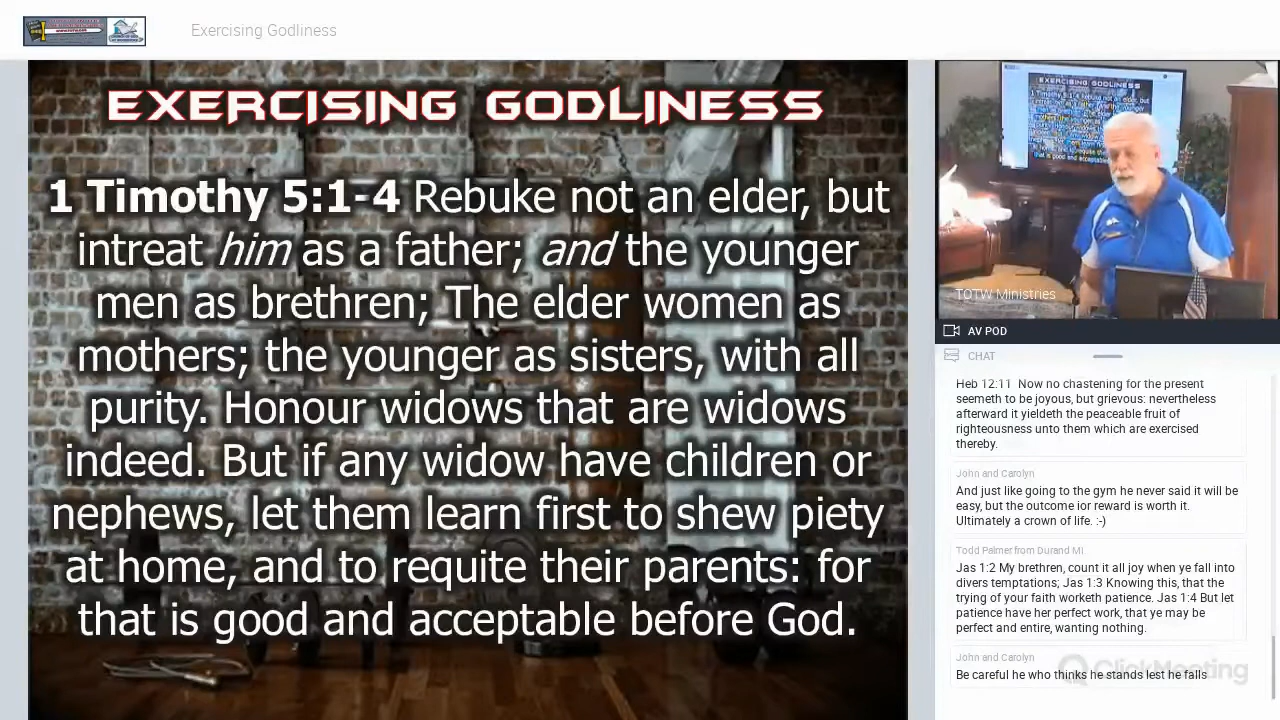 Exercising Godliness
EXERCISING GODLINESS
1 Timothy 5:1-4 Rebuke not an elder, but
intreat him as a father; and the younger
men as brethren; The elder women as
mothers; the younger as sisters, with all
purity. Honour widows that are widows
indeed. But if any widow have children or
nephews, let them learn first to shew piety
at home, and to requite their parents: for
that is good and acceptable before God.
EXERCISING GODLINESS
TOTW Ministries
AV POD
CHAT
Heb 12:11 Now no chastening for the present
seemeth to be joyous, but grievous: nevertheless
afterward it yieldeth the peaceable fruit of
righteousness unto them which are exercised
thereby.
John and Carolyn
And just like going to the gym he never said it will be
easy, but the outcome ior reward is worth it.
Ultimately a crown of life. :-)
Todd Palmer from Durand MI
Jas 1:2 My brethren, count it all joy when ye fall into
divers temptations; Jas 1:3 Knowing this, that the
trying of your faith worketh patience. Jas 1:4 But let
patience have her perfect work, that ye may be
perfect and entire, wanting nothing.
John and Carolyn
Be careful he who thinks he stands lest he falls
ClickMeeting